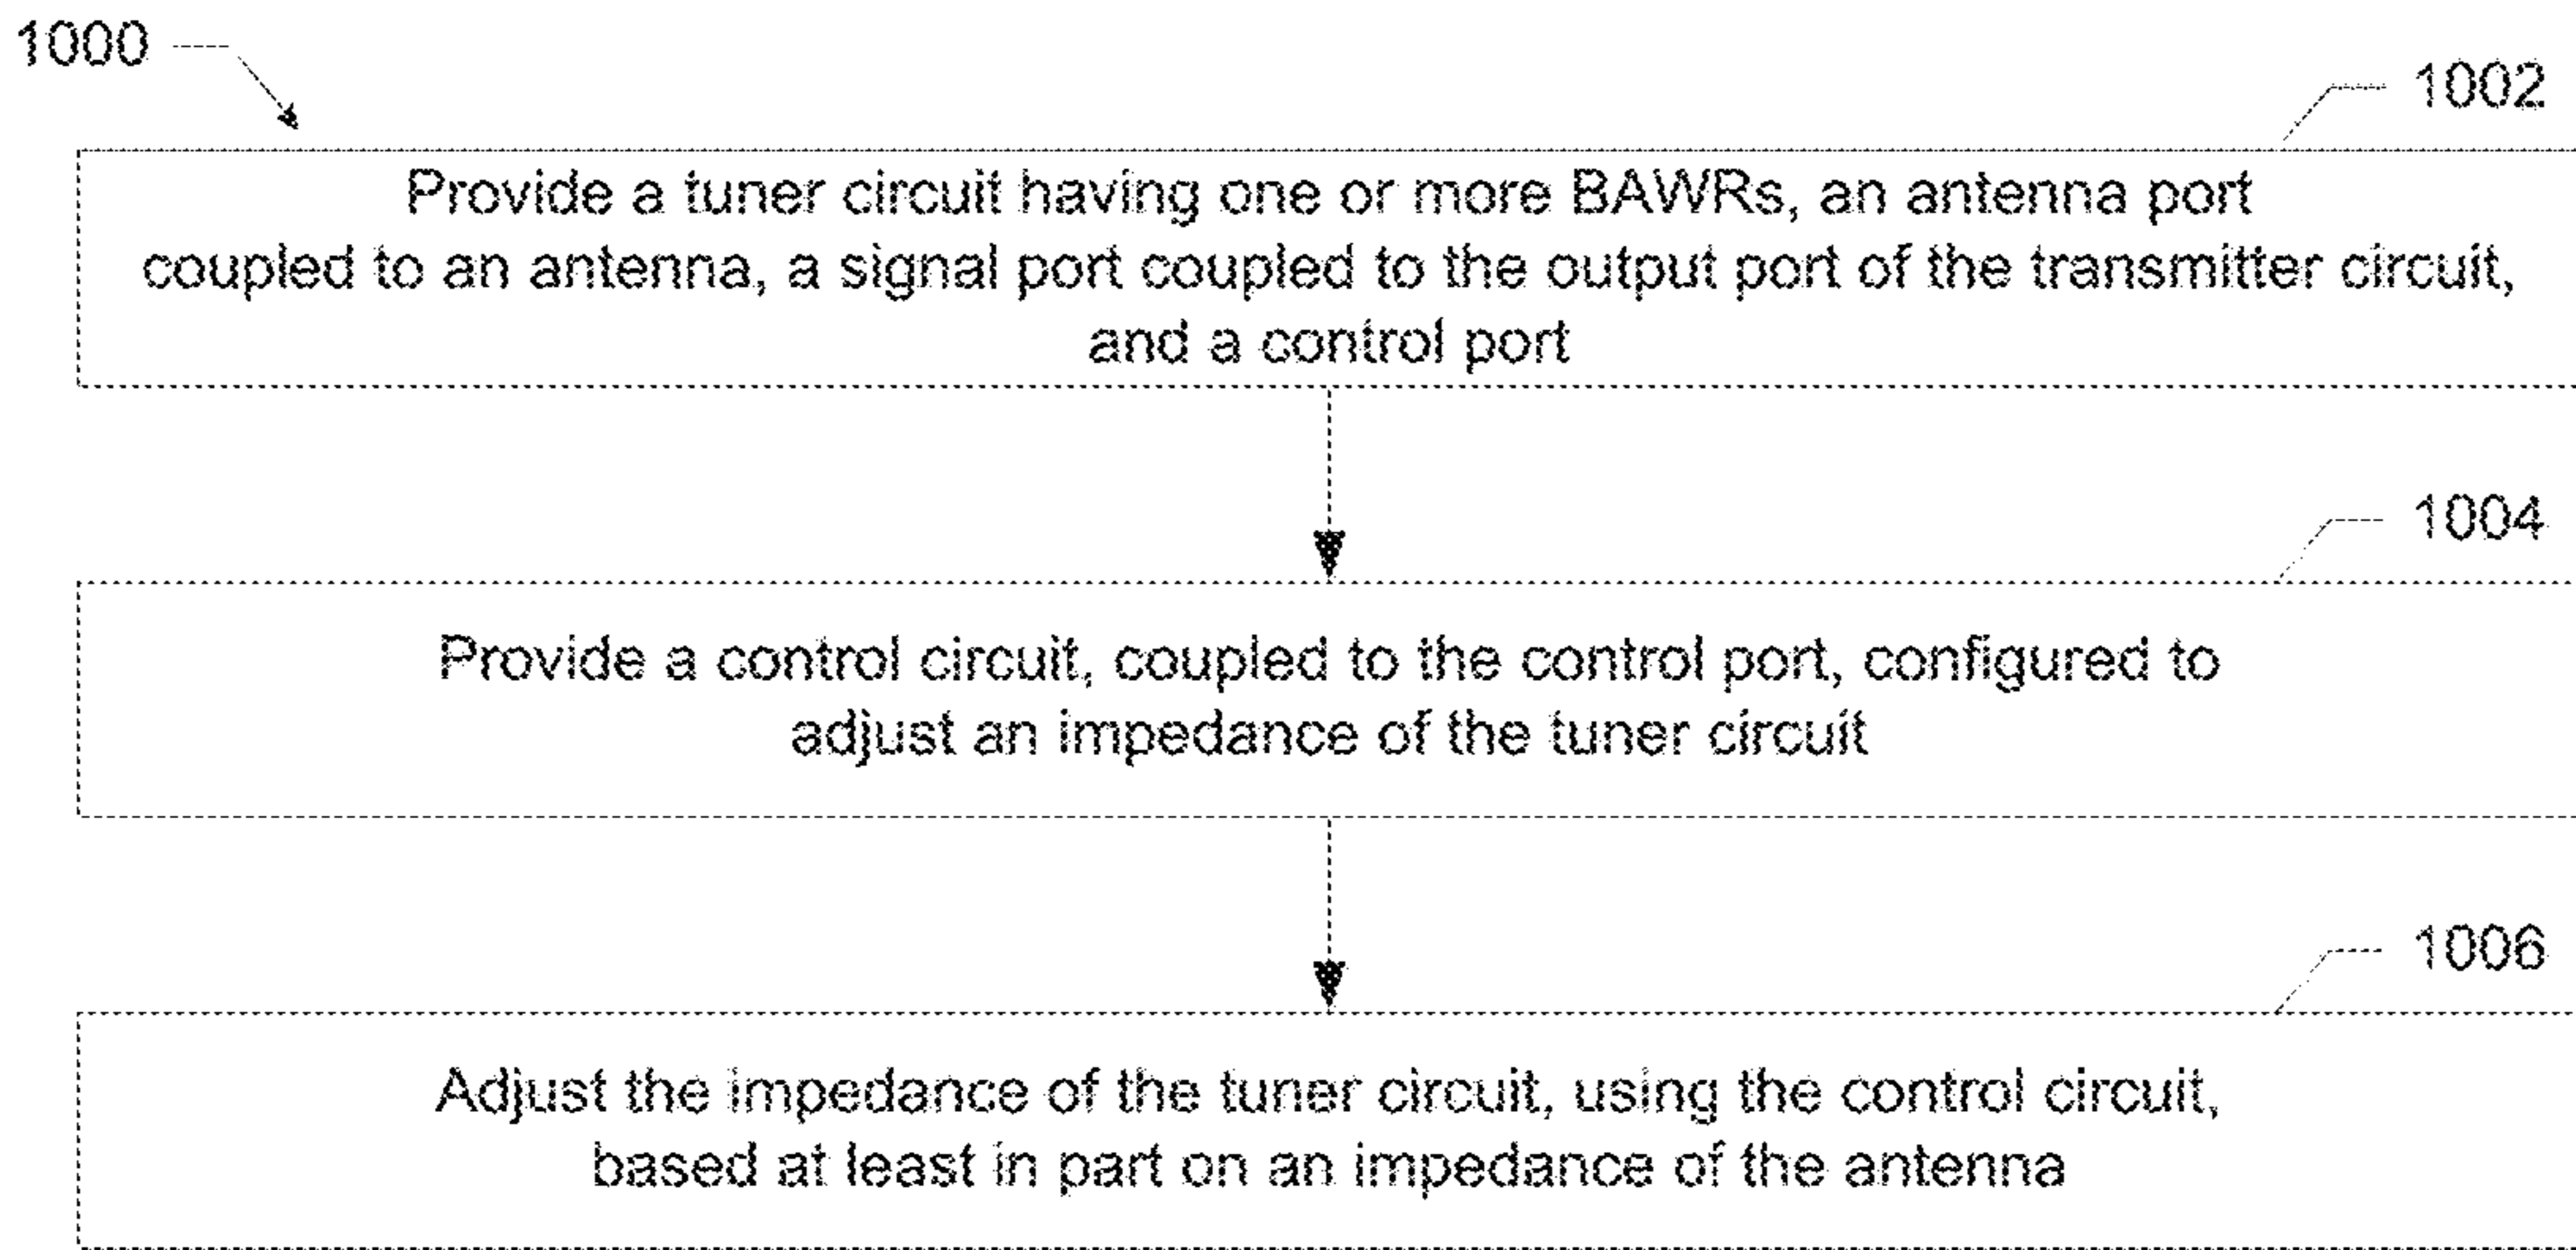 1000
1002
Provide a tuner circuit having one or more BAWRs, an antenna port
coupled to an antenna, a signal port coupled to the output port of the transmitter circuit,
and a control port
1004
Provide a control circuit, coupled to the control port, configured to
adjust an impedance of the tuner circuit
1006
Adjust the impedance of the tuner circuit, using the control circuit,
based at least in part on an impedance of the antenna